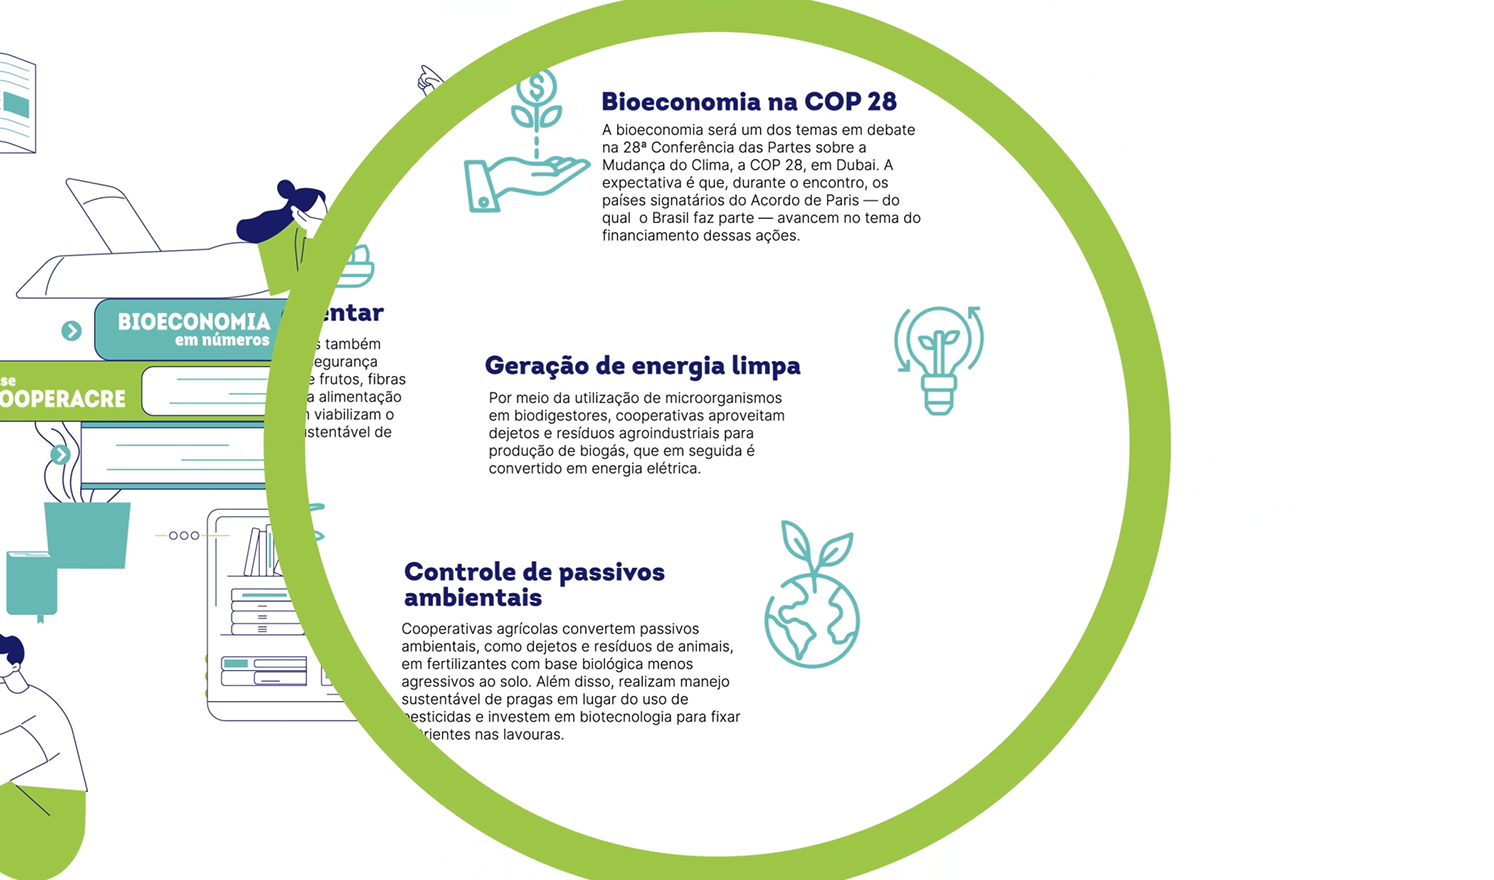 Bioeconomia na COP 28
A bioeconomia será um dos temas em debate
na 28ª Conferência das Partes sobre a
Mudança do Clima, a COP 28, em Dubai. A
expectativa é que, durante o encontro, os
países signatários do Acordo de Paris — do
qual o Brasil faz parte — avancem no tema do
financiamento dessas ações.
BIOECONOMIA
em números
se
OOPERACRE
entar
s também
egurança
e frutos, fibras
a alimentação
viabilizam o
ustentável de
Geração de energia limpa
Por meio da utilização de microorganismos
em biodigestores, cooperativas aproveitam
dejetos e resíduos agroindustriais para
produção de biogás, que em seguida é
convertido em energia elétrica.
Controle de passivos
ambientais
Cooperativas agrícolas convertem passivos
ambientais, como dejetos e resíduos de animais,
em fertilizantes com base biológica menos
agressivos ao solo. Além disso, realizam manejo
sustentável de pragas em lugar do uso de
pesticidas e investem em biotecnologia para fixar
trientes nas lavouras.